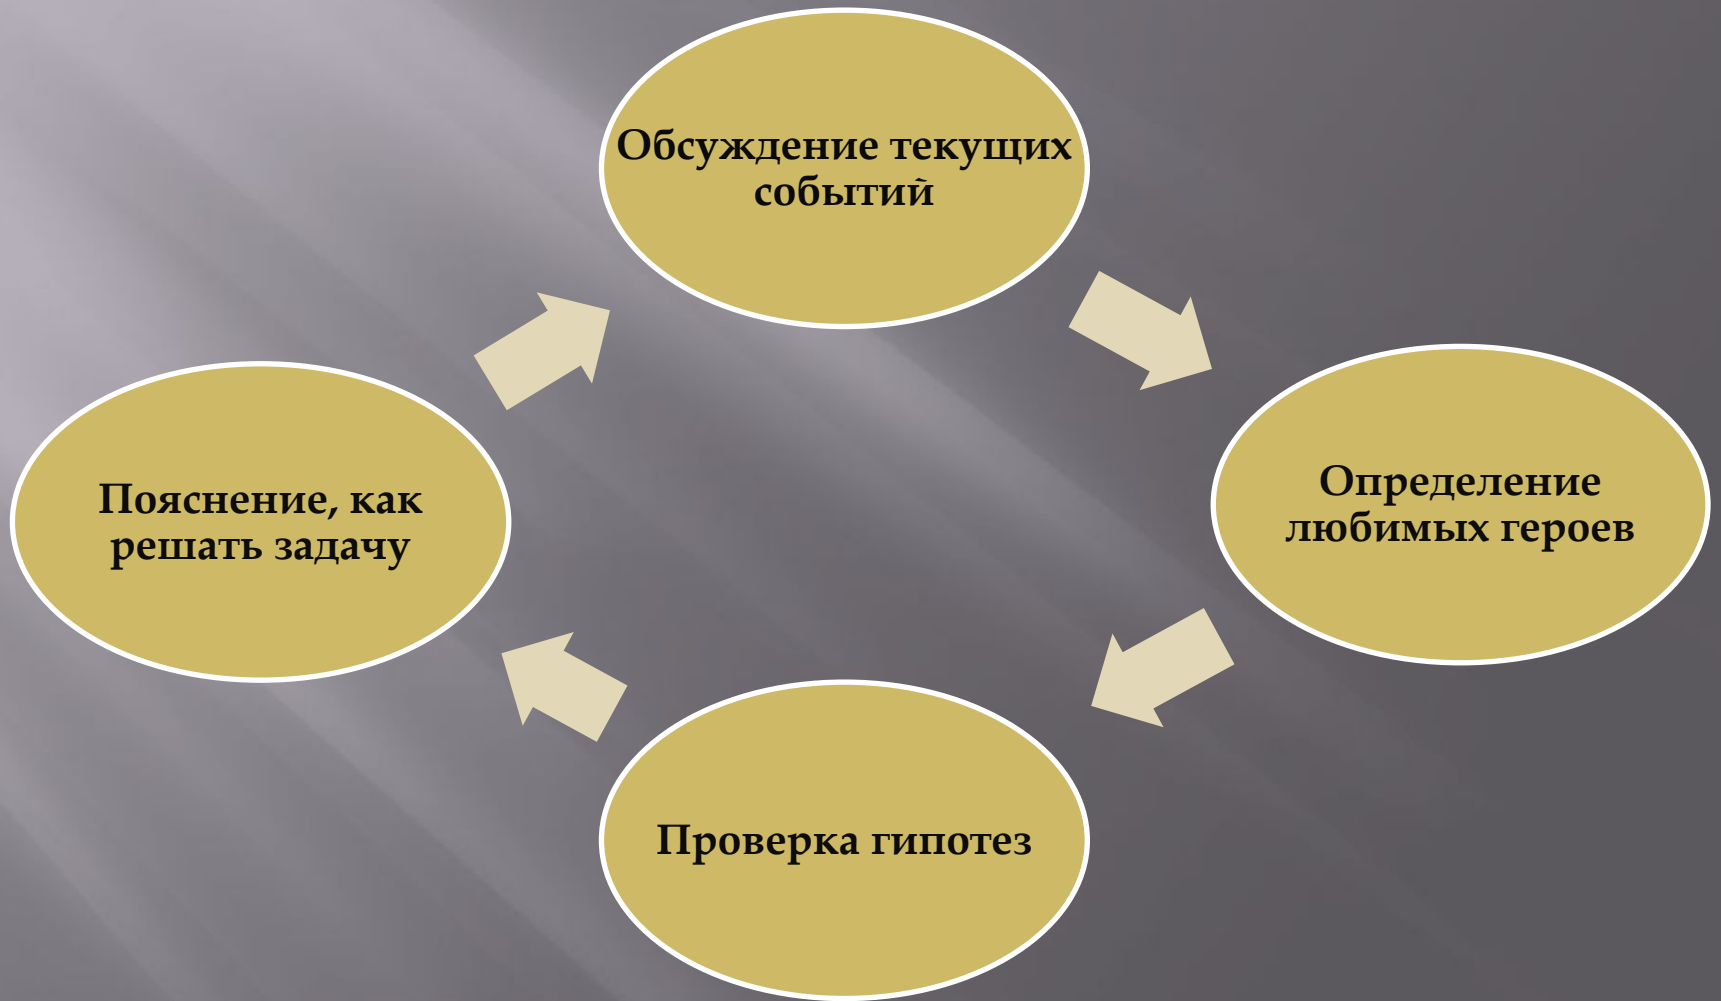 Обсуждение текущих
событий
Определение
любимых героев
Проверка гипотез
Пояснение, как
решать задачу